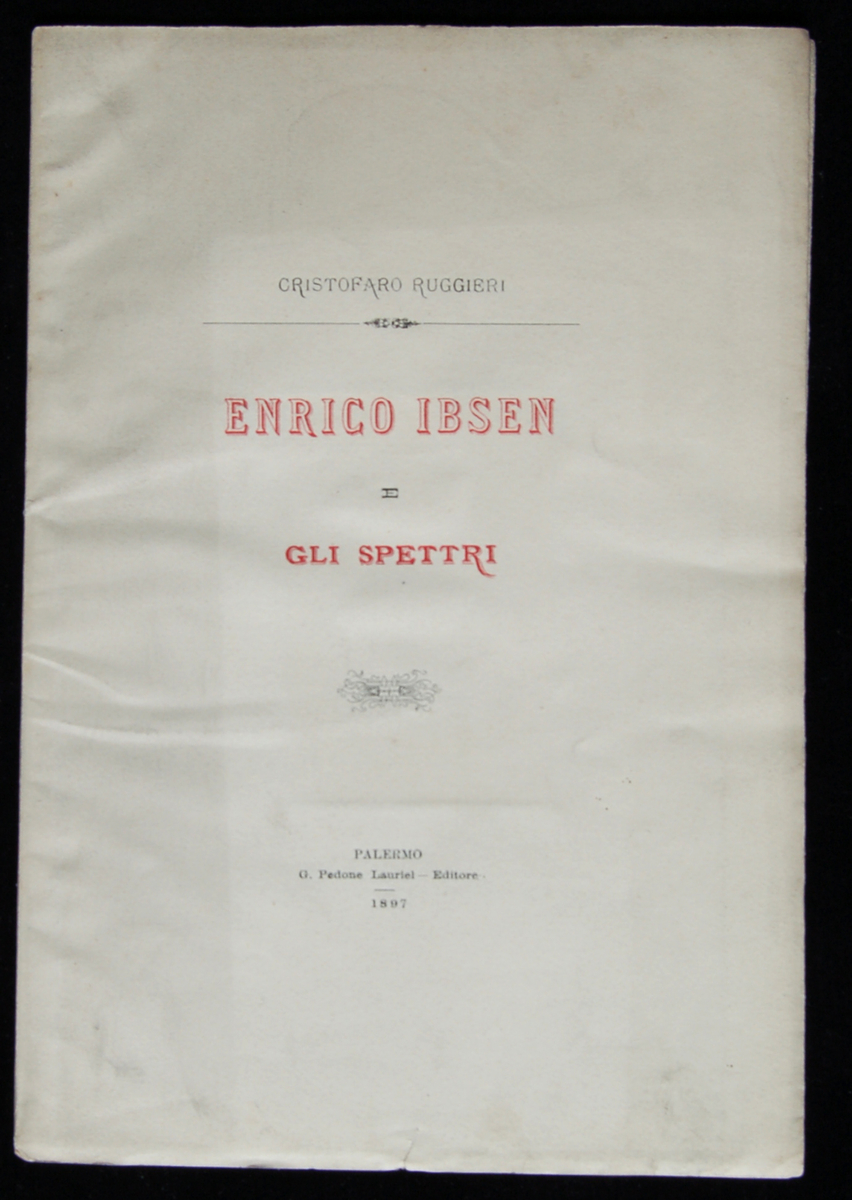 CRISTOFARO RUGGIERI
ENRICO IBSEN
E
GLI SPETTRI
PALERMO
G. Pedone Lauriel — Editore
1897